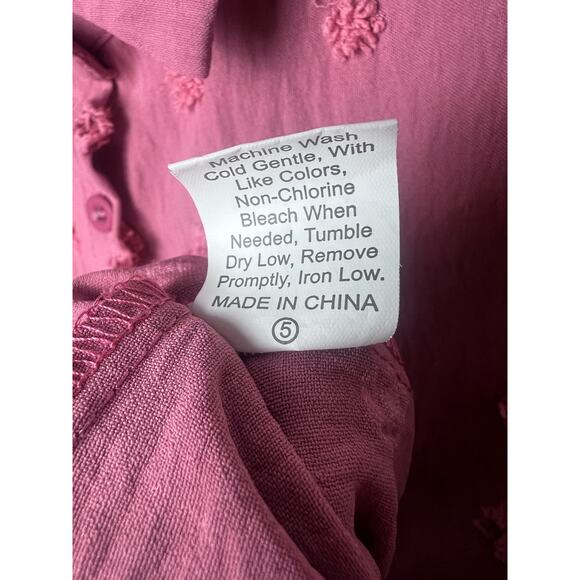 Machine Wash
Cold Gentle, With
Like Colors,
Non-Chlorine
Bleach When
Needed, Tumble
Dry Low, Remove
Promptly, Iron Low.
MADE IN CHINA
5